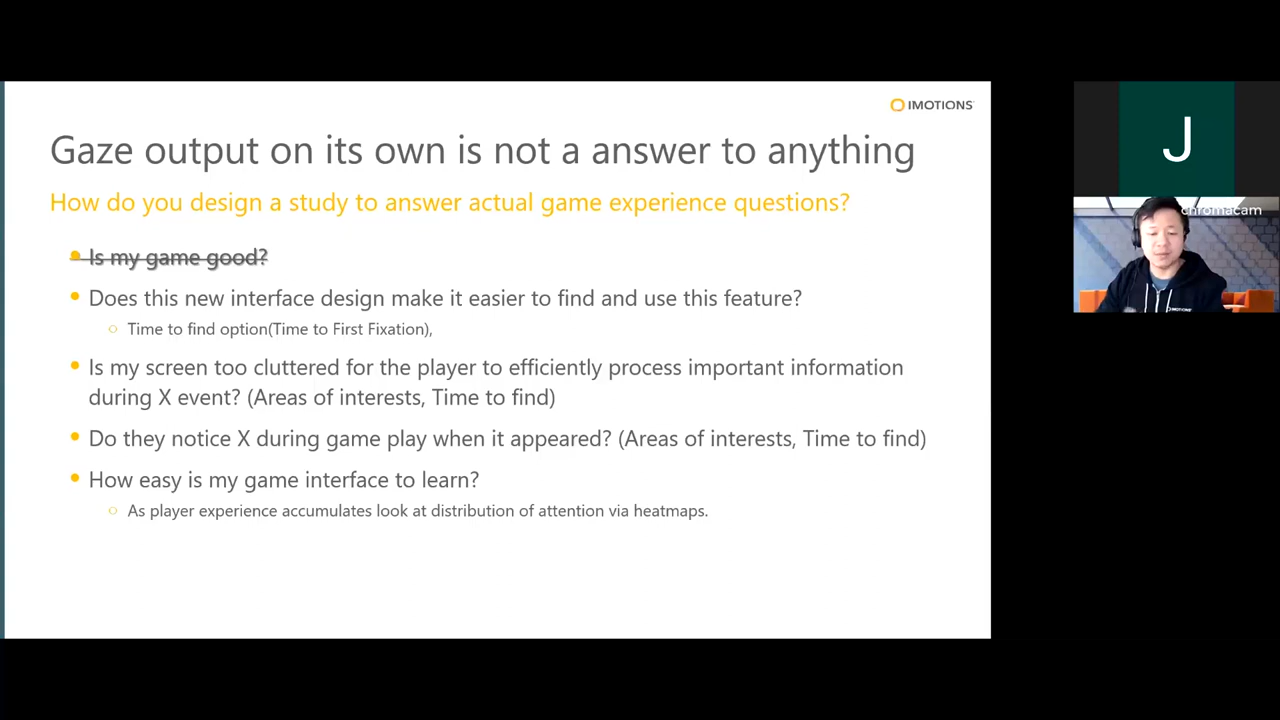 IMOTIONS
Gaze output on its own is not a answer to anything
How do you design a study to answer actual game experience questions?
Is my game good?
Does this new interface design make it easier to find and use this feature?
Time to find option(Time to First Fixation),
Is my screen too cluttered for the player to efficiently process important information
during X event? (Areas of interests, Time to find)
Do they notice X during game play when it appeared? (Areas of interests, Time to find)
How easy is my game interface to learn?
As player experience accumulates look at distribution of attention via heatmaps.
J
chromacam
IMOTIONS